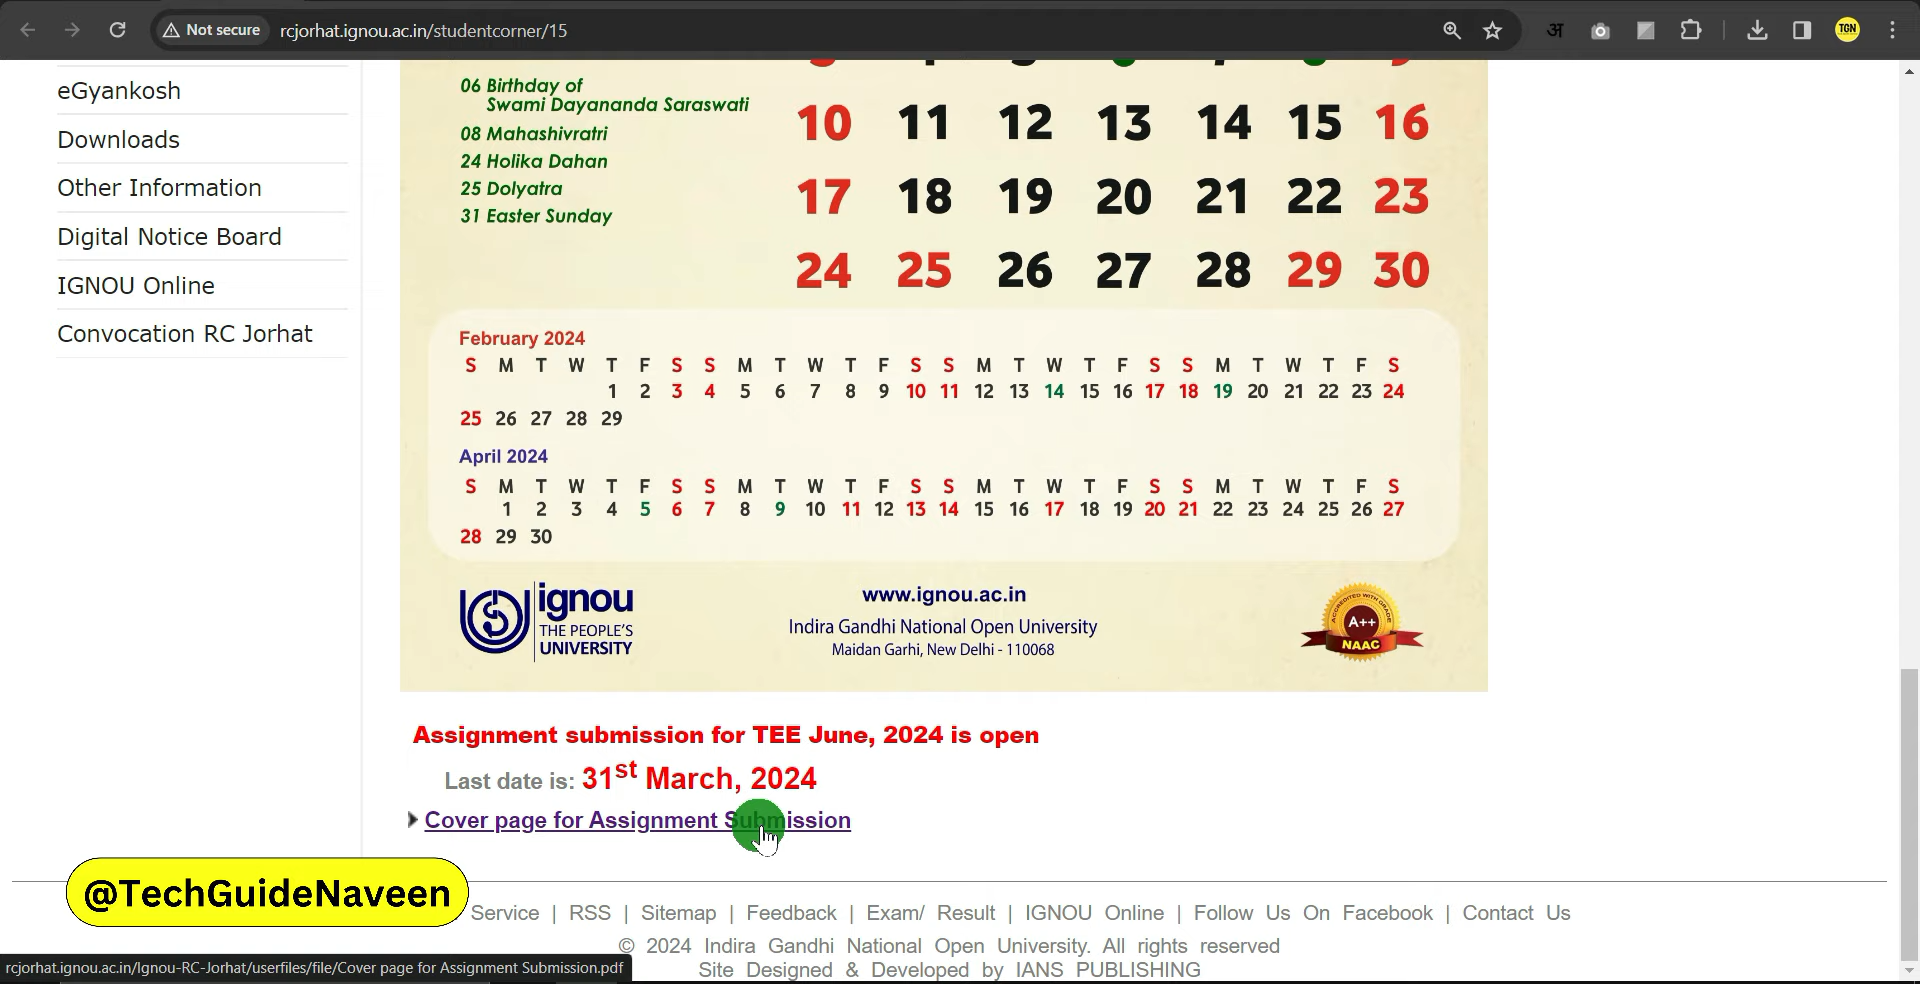 Not secure
rcjorhat.ignou.ac.in/studentcorner/15
अ
TGN
eGyankosh
Downloads
Other Information
Digital Notice Board
IGNOU Online
Convocation RC Jorhat
06 Birthday of
Swami Dayananda Saraswati
08 Mahashivratri
24 Holika Dahan
25 Dolyatra
31 Easter Sunday
10 11 12 13 14 15 16
17 18 19 20 21 22 23
24 25 26 27 28 29 30
February 2024
S M T W T F S S M T W T F S S M T W T F S S M T W T F S
1 2 3 4 5 6 7 8 9 10 11 12 13 14 15 16 17 18 19 20 21 22 23 24
25 26 27 28 29
April 2024
S M T W T F S S M T W T F S S M T W T F S S M T W T F S
1 2 3 4 5 6 7 8 9 10 11 12 13 14 15 16 17 18 19 20 21 22 23 24 25 26 27
28 29 30
ignou
THE PEOPLE'S
UNIVERSITY
www.ignou.ac.in
Indira Gandhi National Open University
Maidan Garhi, New Delhi - 110068
ACCREDITED WITH GRADE
A++
NAAC
Assignment submission for TEE June, 2024 is open
Last date is: 31st March, 2024
Cover page for Assignment Submission
@TechGuideNaveen
Service | RSS | Sitemap | Feedback | Exam/ Result | IGNOU Online | Follow Us On Facebook | Contact Us
© 2024 Indira Gandhi National Open University. All rights reserved
Site Designed & Developed by IANS PUBLISHING
rcjorhat.ignou.ac.in/Ignou-RC-Jorhat/userfiles/file/Cover page for Assignment Submission.pdf